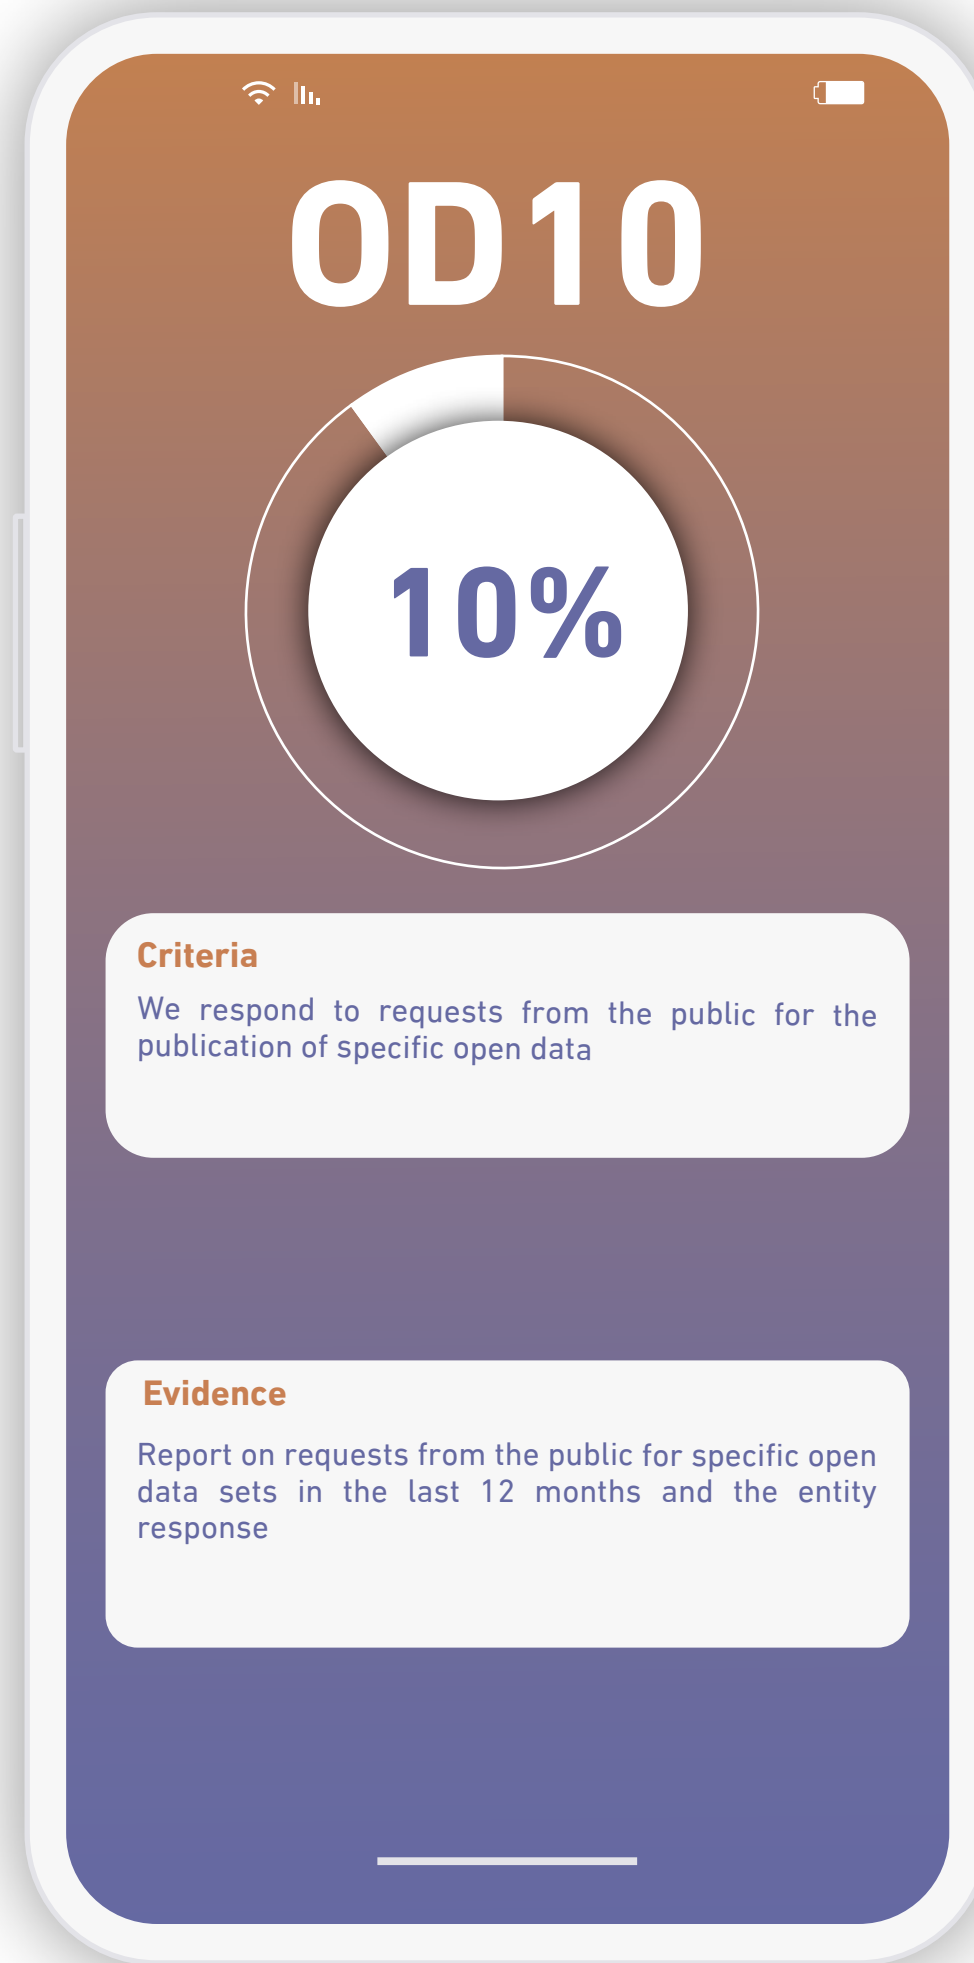 OD10
10%
Criteria
We respond to requests from the public for the
publication of specific open data
Evidence
Report on requests from the public for specific open
data sets in the last 12 months and the entity
response